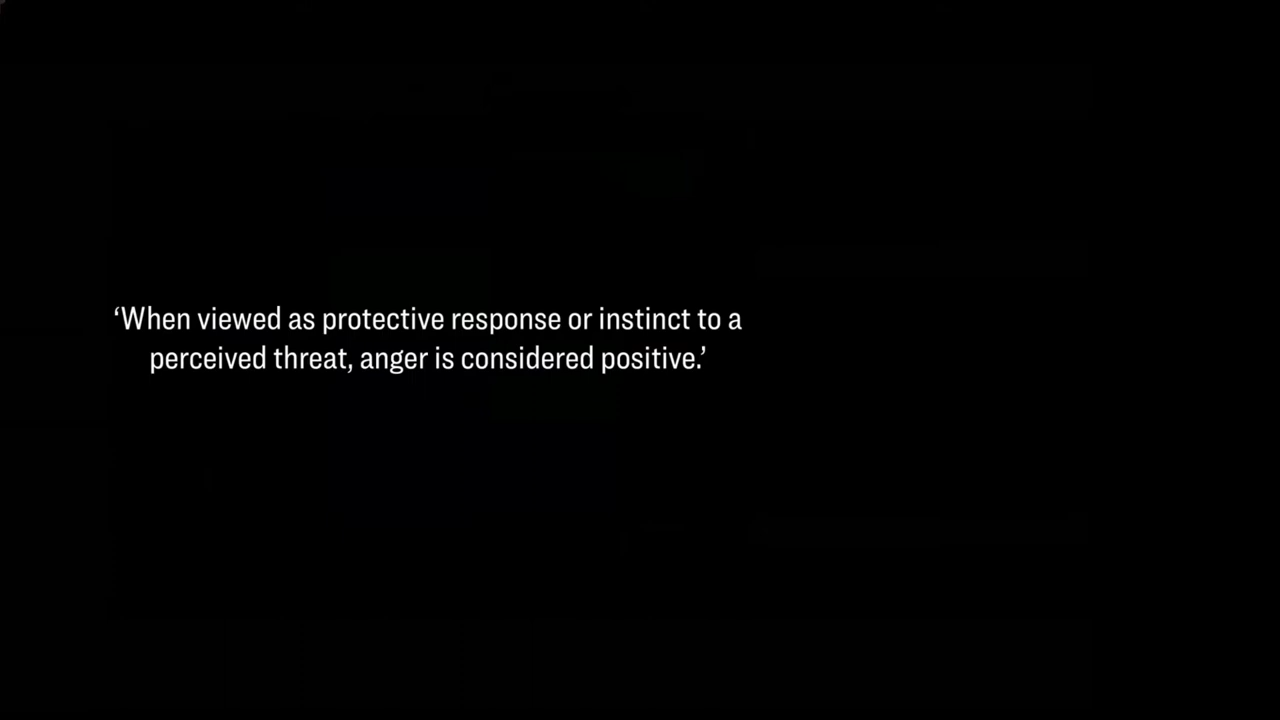 ‘When viewed as protective response or instinct to a
perceived threat, anger is considered positive.’